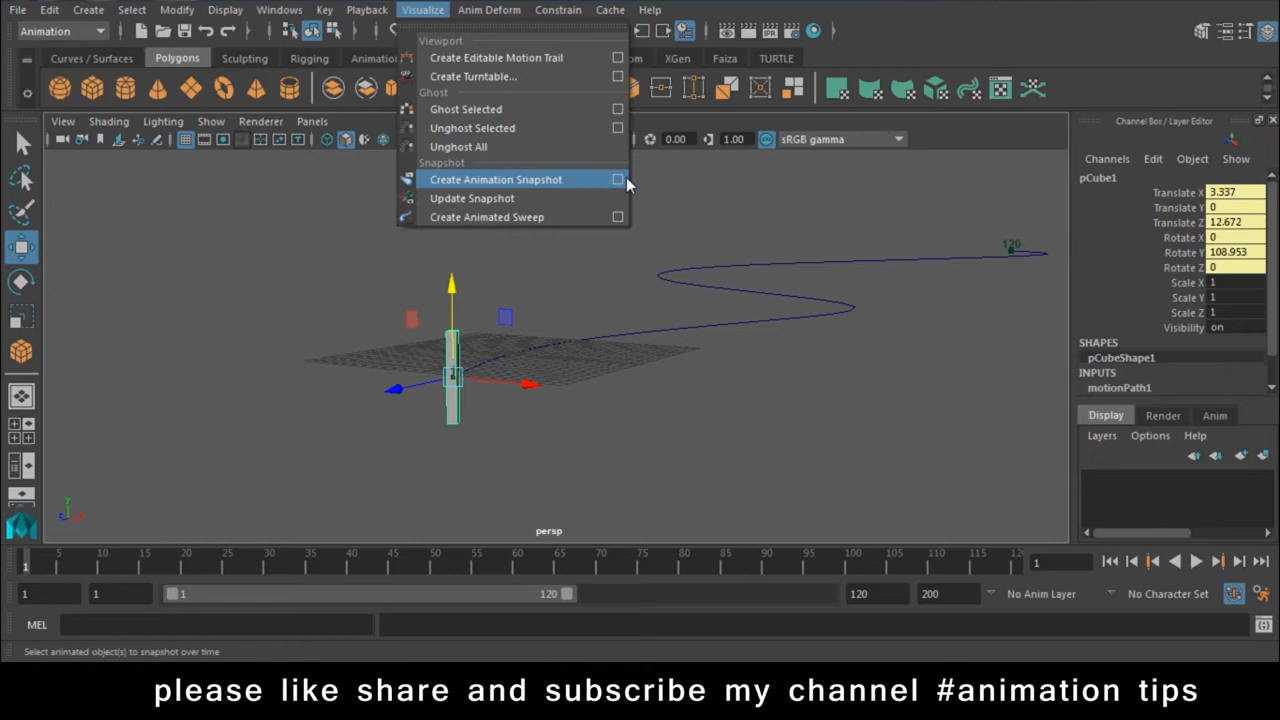 File Edit Create Select Modify Display Windows Key Playback Visualize Anim Deform Constrain Cache Help
Animation
Viewport
Curves / Surfaces Polygons Sculpting Rigging Create Editable Motion Trail XGen Faiza TURTLE
Create Turntable...
Ghost
Ghost Selected
Unghost Selected
Unghost All
Snapshot
Create Animation Snapshot
Update Snapshot
Create Animated Sweep
View Shading Lighting Show Renderer Panels
0.00 1.00 sRGB gamma
Channel Box / Layer Editor
Channels Edit Object Show
pCube1
Translate X 3.337
Translate Y 0
Translate Z 12.672
Rotate X 0
Rotate Y 108.953
Rotate Z 0
Scale X 1
Scale Y 1
Scale Z 1
Visibility on
SHAPES
pCubeShape1
INPUTS
motionPath1
Display Render Anim
Layers Options Help
120
1
persp
5 10 15 20 25 30 35 40 45 50 55 60 65 70 75 80 85 90 95 100 105 110 115
1 1
1 1 1 120 120 200 No Anim Layer No Character Set
MEL
Select animated object(s) to snapshot over time
please like share and subscribe my channel #animation tips